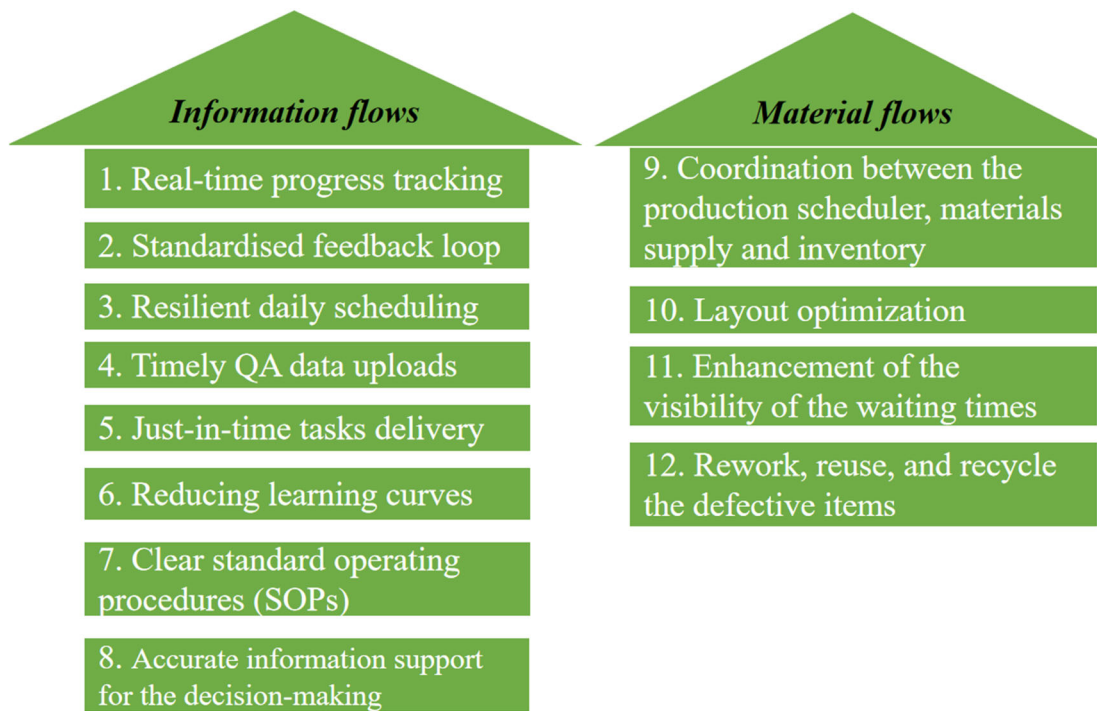 Information flows
1. Real-time progress tracking
2. Standardised feedback loop
3. Resilient daily scheduling
4. Timely QA data uploads
5. Just-in-time tasks delivery
6. Reducing learning curves
7. Clear standard operating
procedures (SOPs)
8. Accurate information support
for the decision-making
Material flows
9. Coordination between the
production scheduler, materials
supply and inventory
10. Layout optimization
11. Enhancement of the
visibility of the waiting times
12. Rework, reuse, and recycle
the defective items